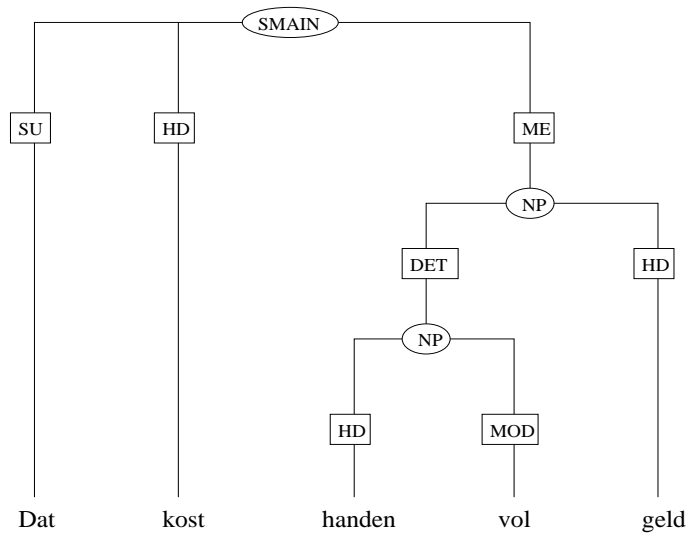 SMAIN
SU HD ME
NP
DET HD
NP
HD MOD
Dat kost handen vol geld